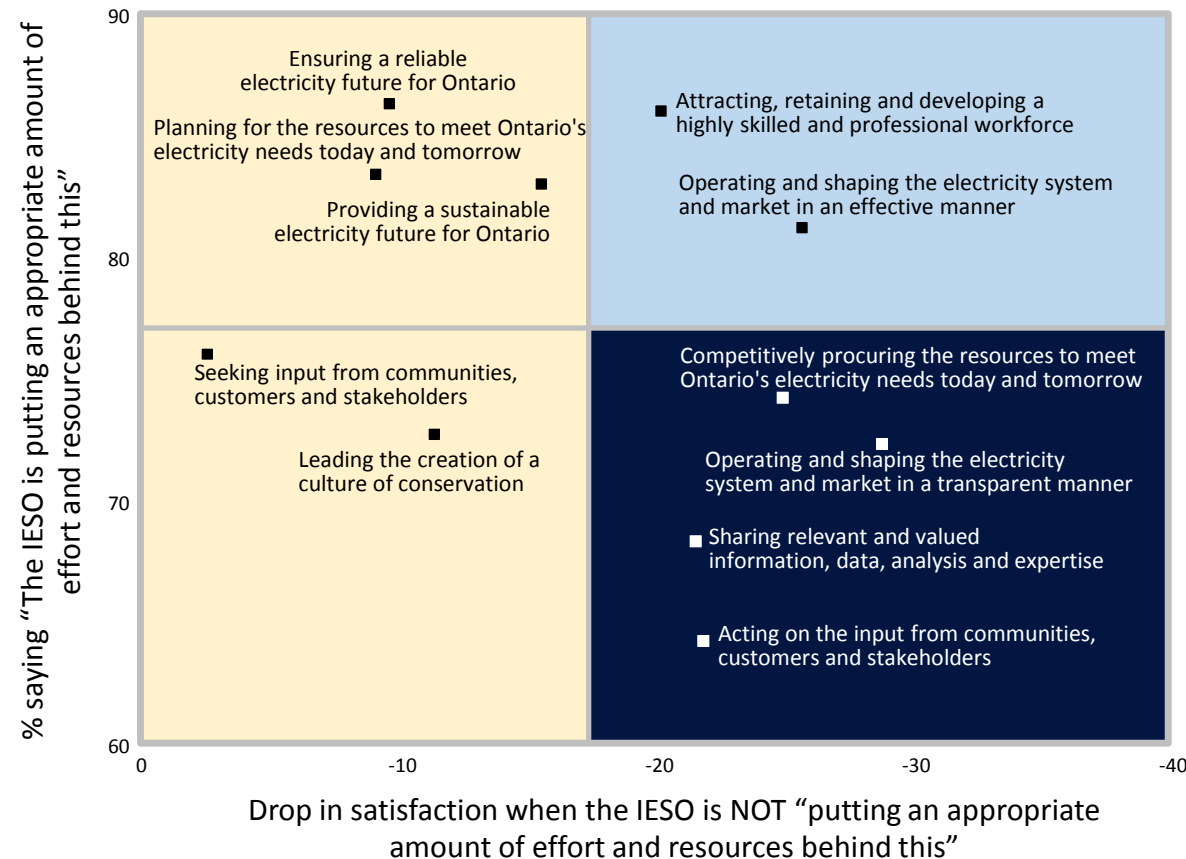 % saying “The IESO is putting an appropriate amount of
effort and resources behind this”
90
80
70
60
Ensuring a reliable
electricity future for Ontario
Planning for the resources to meet Ontario's
electricity needs today and tomorrow
Providing a sustainable
electricity future for Ontario
Attracting, retaining and developing a
highly skilled and professional workforce
Operating and shaping the electricity system
and market in an effective manner
Seeking input from communities,
customers and stakeholders
Leading the creation of a
culture of conservation
Competitively procuring the resources to meet
Ontario's electricity needs today and tomorrow
Operating and shaping the electricity
system and market in a transparent manner
Sharing relevant and valued
information, data, analysis and expertise
Acting on the input from communities,
customers and stakeholders
0
-10
-20
-30
-40
Drop in satisfaction when the IESO is NOT “putting an appropriate
amount of effort and resources behind this”